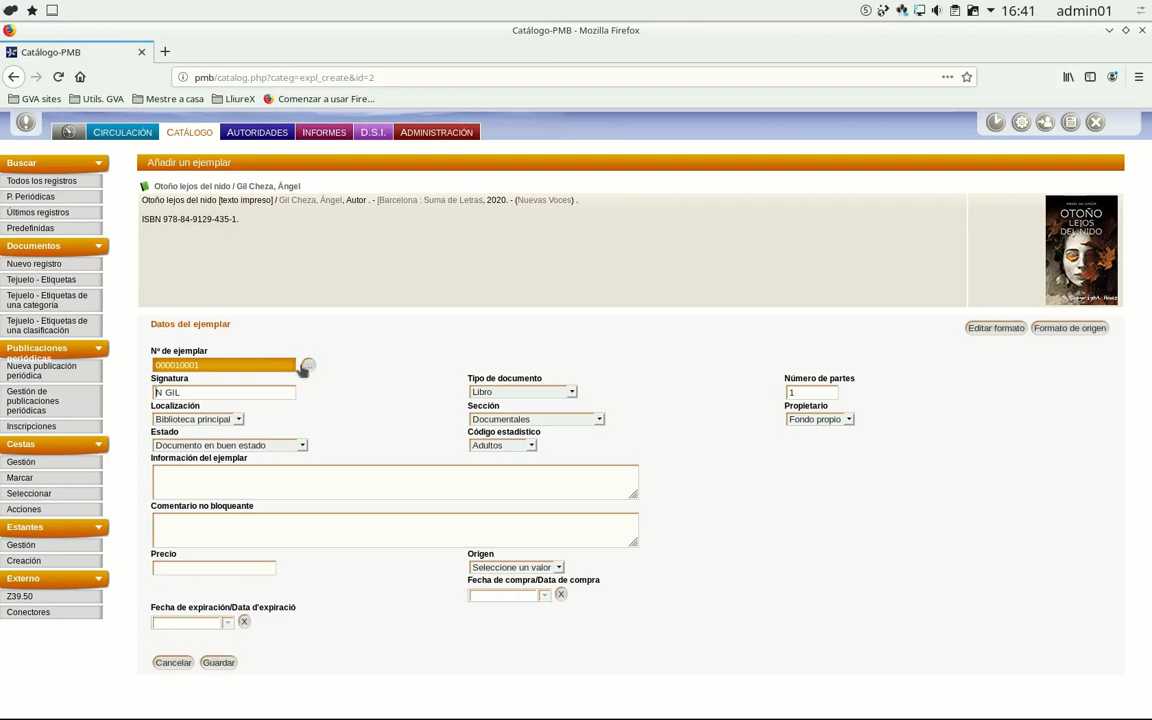 16:41 admin01
Catálogo-PMB - Mozilla Firefox
Catálogo-PMB
pmb/catalog.php?categ=expl_create&id=2
GVA sites Utils. GVA Mestre a casa LliureX Comenzar a usar Fire...
CIRCULACIÓN CATÁLOGO AUTORIDADES INFORMES D.S.I. ADMINISTRACIÓN
Buscar
Todos los registros
P. Periódicas
Últimos registros
Predefinidas
Documentos
Nuevo registro
Tejuelo - Etiquetas
Tejuelo - Etiquetas de
una categoría
Tejuelo - Etiquetas de
una clasificación
Publicaciones
periódicas
Nueva publicación
periódica
Gestión de
publicaciones
periódicas
Inscripciones
Cestas
Gestión
Marcar
Seleccionar
Acciones
Estantes
Gestión
Creación
Externo
Z39.50
Conectores
Añadir un ejemplar
Otoño lejos del nido / Gil Cheza, Ángel
Otoño lejos del nido [texto impreso] / Gil Cheza, Ángel, Autor . - [Barcelona : Suma de Letras, 2020. - (Nuevas Voces) .
ISBN 978-84-9129-435-1.
ÁNGEL GIL CHEZA
OTOÑO
LEJOS
DEL NIDO
Datos del ejemplar
Editar formato Formato de origen
Nº de ejemplar
000010001
Signatura Tipo de documento Número de partes
N GIL Libro 1
Localización Sección Propietario
Biblioteca principal Documentales Fondo propio
Estado Código estadístico
Documento en buen estado Adultos
Información del ejemplar
Comentario no bloqueante
Precio Origen
Seleccione un valor
Fecha de compra/Data de compra
X
Fecha de expiración/Data d'expiració
X
Cancelar Guardar